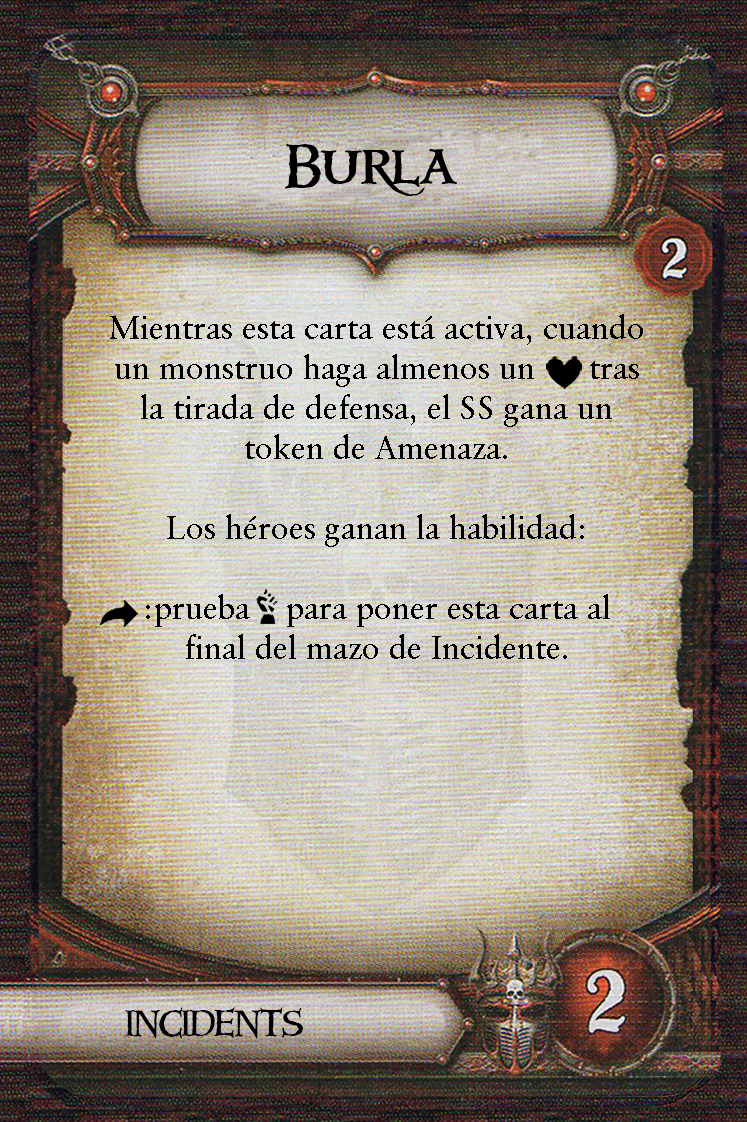 Burla
2
Mientras esta carta está activa, cuando
un monstruo haga almenos un tras
la tirada de defensa, el SS gana un
token de Amenaza.
Los héroes ganan la habilidad:
:prueba para poner esta carta al
final del mazo de Incidente.
INCIDENTS
2